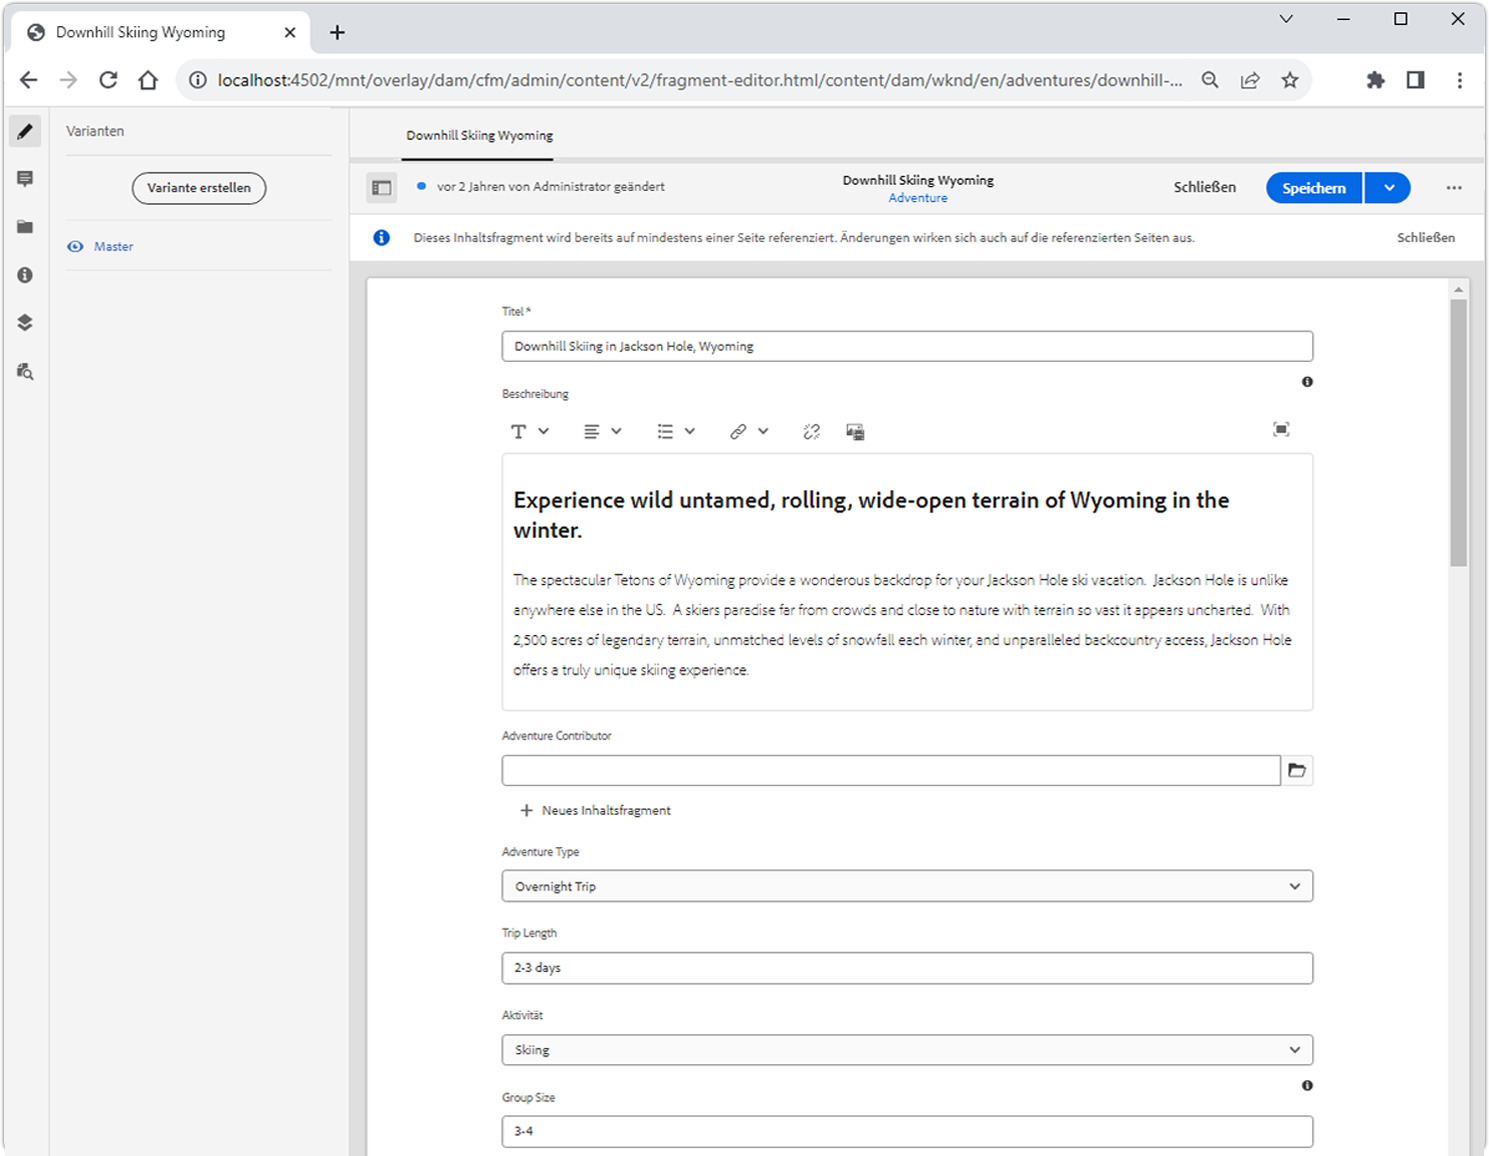 Downhill Skiing Wyoming
localhost:4502/mnt/overlay/dam/cfm/admin/content/v2/fragment-editor.html/content/dam/wknd/en/adventures/downhill-...
Varianten
Variante erstellen
Master
Downhill Skiing Wyoming
vor 2 Jahren von Administrator geändert
Downhill Skiing Wyoming
Adventure
Schließen
Speichern
Dieses Inhaltsfragment wird bereits auf mindestens einer Seite referenziert. Änderungen wirken sich auch auf die referenzierten Seiten aus.
Schließen
Titel *
Downhill Skiing in Jackson Hole, Wyoming
Beschreibung
Experience wild untamed, rolling, wide-open terrain of Wyoming in the
winter.
The spectacular Tetons of Wyoming provide a wonderous backdrop for your Jackson Hole ski vacation.  Jackson Hole is unlike
anywhere else in the US.  A skiers paradise far from crowds and close to nature with terrain so vast it appears uncharted.  With
2,500 acres of legendary terrain, unmatched levels of snowfall each winter, and unparalleled backcountry access, Jackson Hole
offers a truly unique skiing experience.
Adventure Contributor
Neues Inhaltsfragment
Adventure Type
Overnight Trip
Trip Length
2-3 days
Aktivität
Skiing
Group Size
3-4